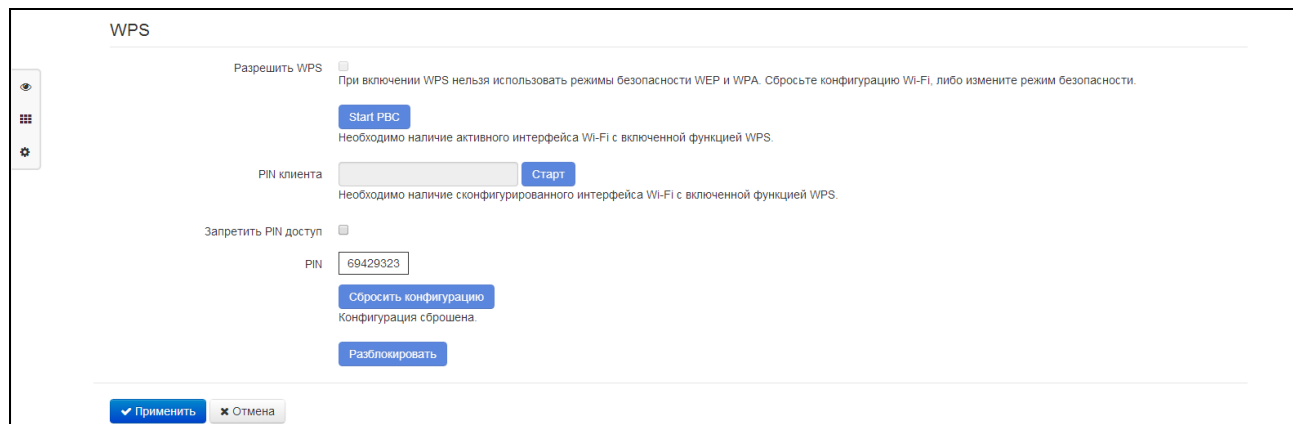 WPS
Разрешить WPS
При включении WPS нельзя использовать режимы безопасности WEP и WPA. Сбросьте конфигурацию Wi-Fi, либо измените режим безопасности.
Start PBC
Необходимо наличие активного интерфейса Wi-Fi с включенной функцией WPS.
PIN клиента Старт
Необходимо наличие сконфигурированного интерфейса Wi-Fi с включенной функцией WPS.
Запретить PIN доступ
PIN 69429323
Сбросить конфигурацию
Конфигурация сброшена.
Разблокировать
Применить Отмена